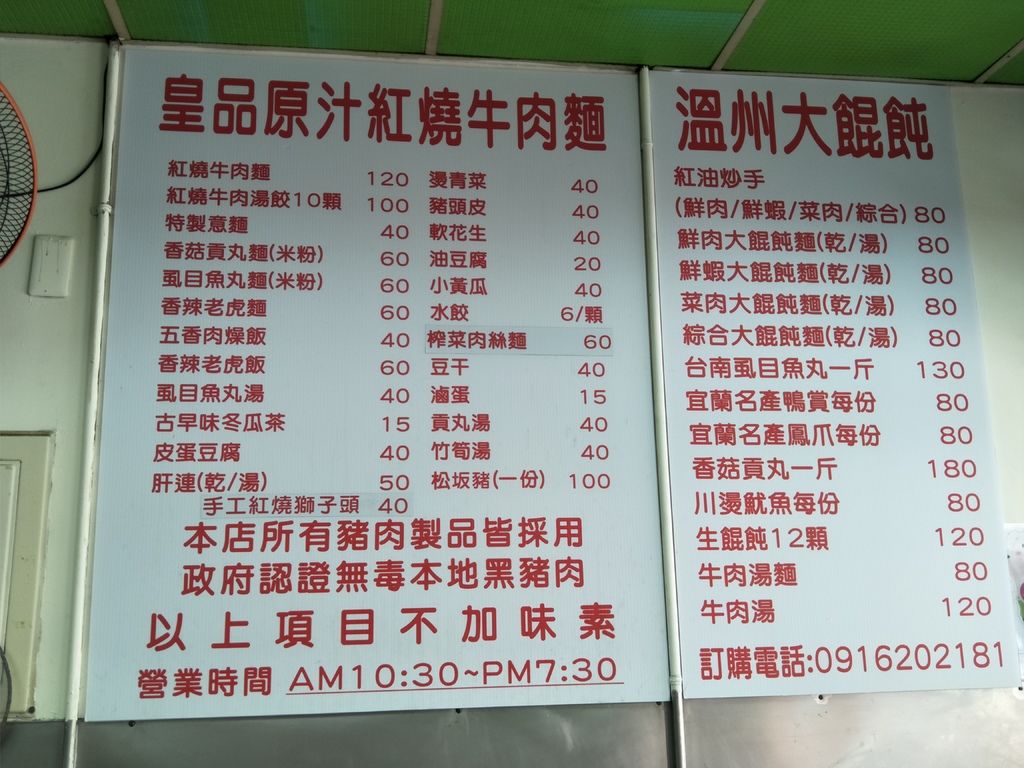 皇品原汁紅燒牛肉麵
紅燒牛肉麵 120
紅燒牛肉湯餃10顆 100
特製意麵 40
香菇貢丸麵(米粉) 60
虱目魚丸麵(米粉) 60
香辣老虎麵 60
五香肉燥飯 40
香辣老虎飯 60
虱目魚丸湯 40
古早味冬瓜茶 15
皮蛋豆腐 40
肝連(乾/湯) 50
手工紅燒獅子頭 40
燙青菜 40
豬頭皮 40
軟花生 40
油豆腐 20
小黃瓜 40
水餃 6/顆
榨菜肉絲麵 60
豆干 40
滷蛋 15
貢丸湯 40
竹筍湯 40
松坂豬(一份) 100
本店所有豬肉製品皆採用
政府認證無毒本地黑豬肉
以上項目不加味素
營業時間 AM10:30~PM7:30
溫州大餛飩
紅油炒手
(鮮肉/鮮蝦/菜肉/綜合) 80
鮮肉大餛飩麵(乾/湯) 80
鮮蝦大餛飩麵(乾/湯) 80
菜肉大餛飩麵(乾/湯) 80
綜合大餛飩麵(乾/湯) 80
台南虱目魚丸一斤 130
宜蘭名產鴨賞每份 80
宜蘭名產鳳爪每份 80
香菇貢丸一斤 180
川燙魷魚每份 80
生餛飩12顆 120
牛肉湯麵 80
牛肉湯 120
訂購電話:0916202181